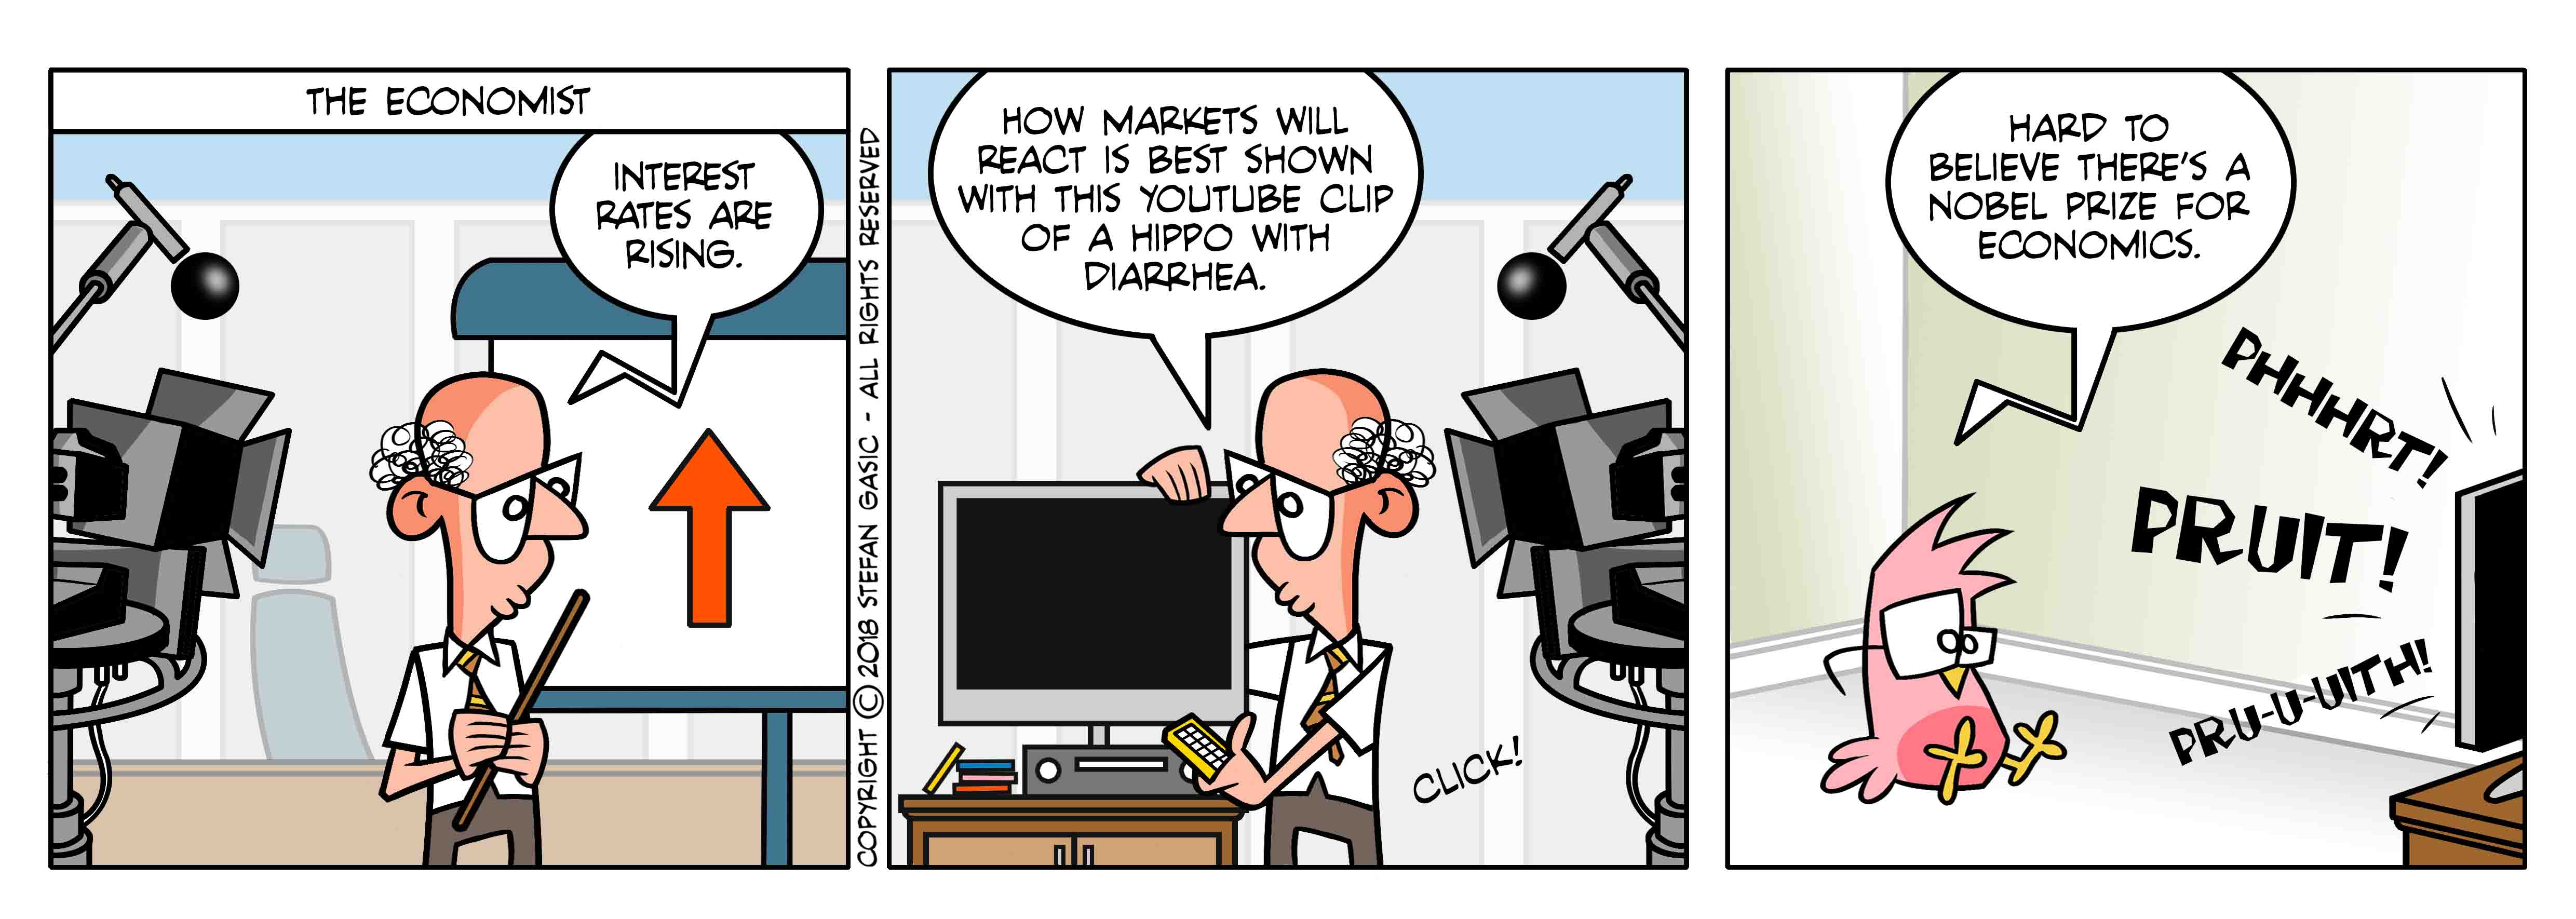 THE ECONOMIST
INTEREST
RATES ARE
RISING.
COPYRIGHT © 2018 STEFAN GASIC - ALL RIGHTS RESERVED
HOW MARKETS WILL
REACT IS BEST SHOWN
WITH THIS YOUTUBE CLIP
OF A HIPPO WITH
DIARRHEA.
CLICK!
HARD TO
BELIEVE THERE'S A
NOBEL PRIZE FOR
ECONOMICS.
PHHHRT!
PRUIT!
PRU-U-UITH!